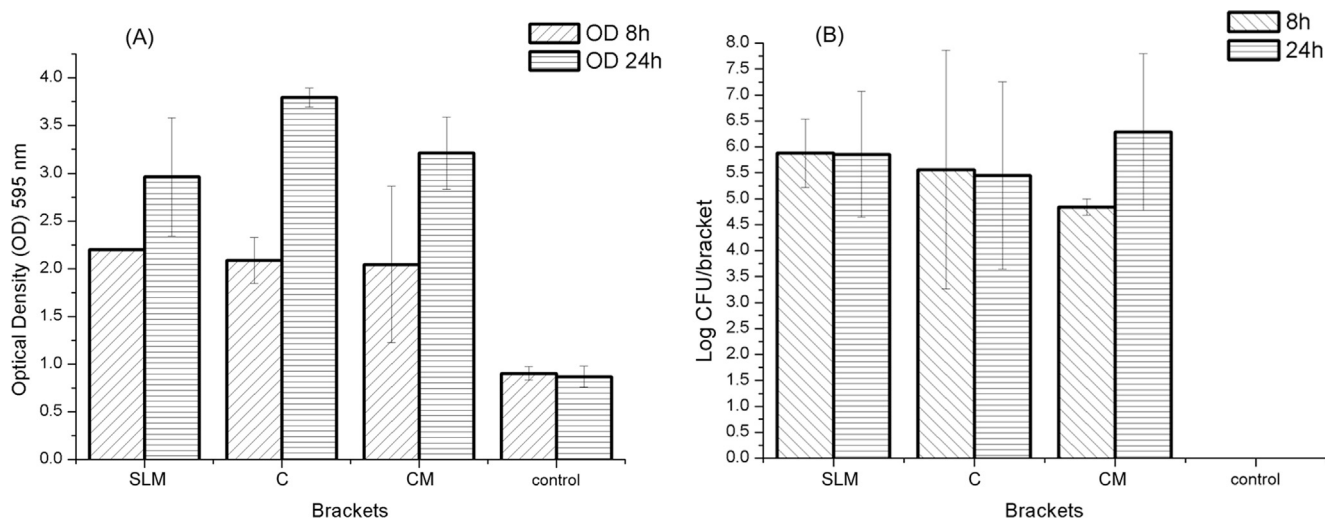 (A)
OD 8h
OD 24h
Optical Density (OD) 595 nm
4.0
3.5
3.0
2.5
2.0
1.5
1.0
0.5
0.0
SLM C CM control
Brackets
(B)
8h
24h
Log CFU/bracket
8.0
7.5
7.0
6.5
6.0
5.5
5.0
4.5
4.0
3.5
3.0
2.5
2.0
1.5
1.0
0.5
0.0
SLM C CM control
Brackets